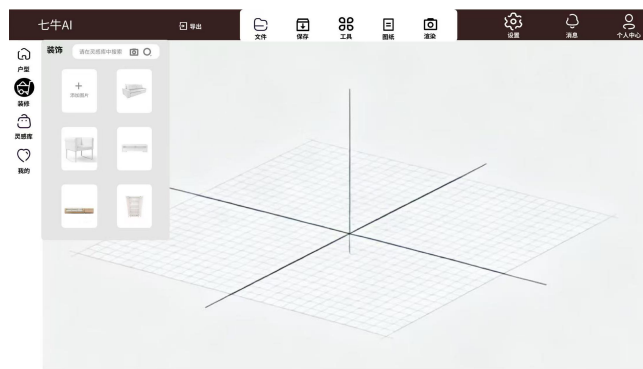 七牛AI
导出
文件
保存
工具
图纸
渲染
设置
消息
个人中心
户型
装修
灵感库
我的
装饰
请在灵感库中搜索
添加图片